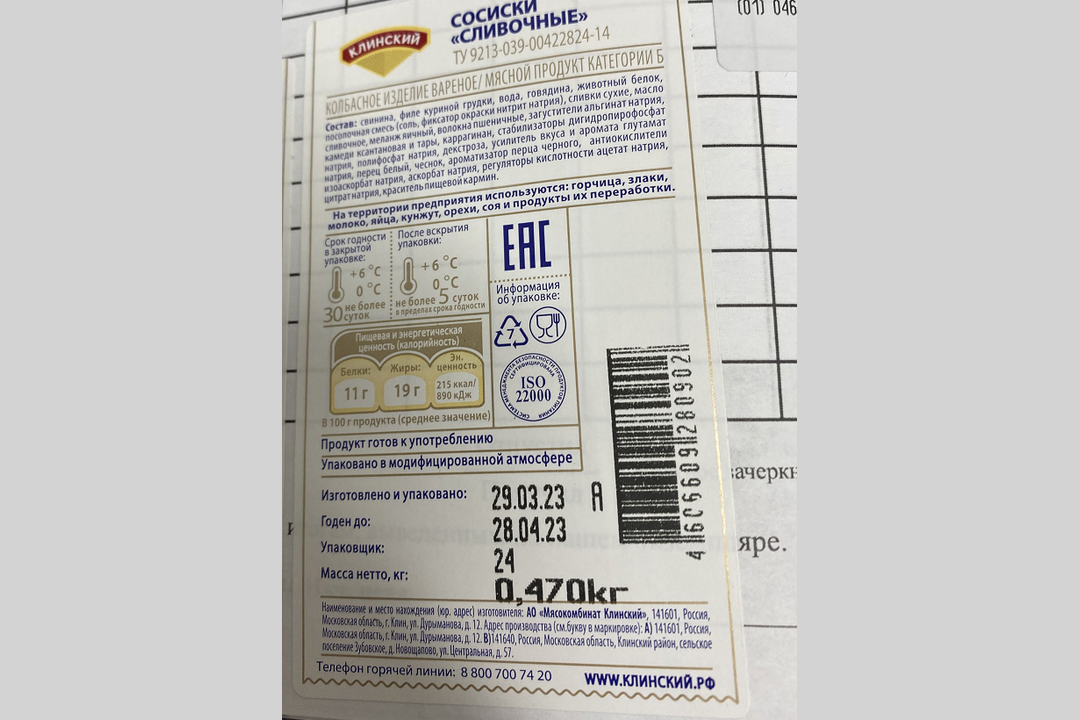 (01) 046
КЛИНСКИЙ
СОСИСКИ
«СЛИВОЧНЫЕ»
ТУ 9213-039-00422824-14
КОЛБАСНОЕ ИЗДЕЛИЕ ВАРЕНОЕ/ МЯСНОЙ ПРОДУКТ КАТЕГОРИИ Б
Состав: свинина, филе куриной грудки, вода, говядина, животный белок,
посолочная смесь (соль, фиксатор окраски нитрит натрия), сливки сухие, масло
сливочное, меланж яичный, волокна пшеничные, загустители альгинат натрия,
камеди ксантановая и тары, каррагинан, стабилизаторы дигидропирофосфат
натрия, полифосфат натрия, декстроза, усилитель вкуса и аромата глутамат
натрия, перец белый, чеснок, ароматизатор перца черного, антиокислители
изоаскорбат натрия, аскорбат натрия, регуляторы кислотности ацетат натрия,
цитрат натрия, краситель пищевой кармин.
На территории предприятия используются: горчица, злаки,
молоко, яйца, кунжут, орехи, соя и продукты их переработки.
Срок годности
в закрытой
упаковке:
+6 °C
0 °C
30 не более
суток
После вскрытия
упаковки:
+6 °C
0 °C
не более 5 суток
в пределах срока годности
ЕАС
Информация
об упаковке:
7
СИСТЕМА МЕНЕДЖМЕНТА БЕЗОПАСНОСТИ ПРОДУКТОВ ПИТАНИЯ СЕРТИФИЦИРОВАНА
ISO
22000
Пищевая и энергетическая
ценность (калорийность)
Белки:
11 г
Жиры:
19 г
Эн.
ценность
215 ккал/
890 кДж
В 100 г продукта (среднее значение)
Продукт готов к употреблению
Упаковано в модифицированной атмосфере
Изготовлено и упаковано: 29.03.23 А
Годен до: 28.04.23
Упаковщик: 24
Масса нетто, кг: 0,470kг
4 606609 280902
зачеркн
яре.
Наименование и место нахождения (юр. адрес) изготовителя: АО «Мясокомбинат Клинский», 141601, Россия,
Московская область, г. Клин, ул. Дурыманова, д. 12. Адрес производства (см.букву в маркировке): А) 141601, Россия,
Московская область, г. Клин, ул. Дурыманова, д. 12. В)141640, Россия, Московская область, Клинский район, сельское
поселение Зубовское, д. Новощапово, ул. Центральная, д. 57.
Телефон горячей линии: 8 800 700 74 20
WWW.КЛИНСКИЙ.РФ